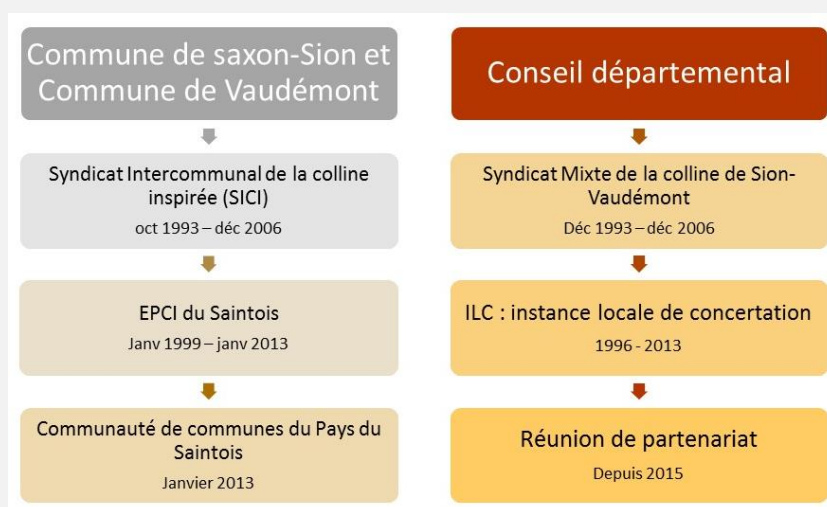 Commune de saxon-Sion et
Commune de Vaudémont
Syndicat Intercommunal de la colline
inspirée (SICI)
oct 1993 – déc 2006
EPCI du Saintois
Janv 1999 – janv 2013
Communauté de communes du Pays du
Saintois
Janvier 2013
Conseil départemental
Syndicat Mixte de la colline de Sion-
Vaudémont
Déc 1993 – déc 2006
ILC : instance locale de concertation
1996 - 2013
Réunion de partenariat
Depuis 2015